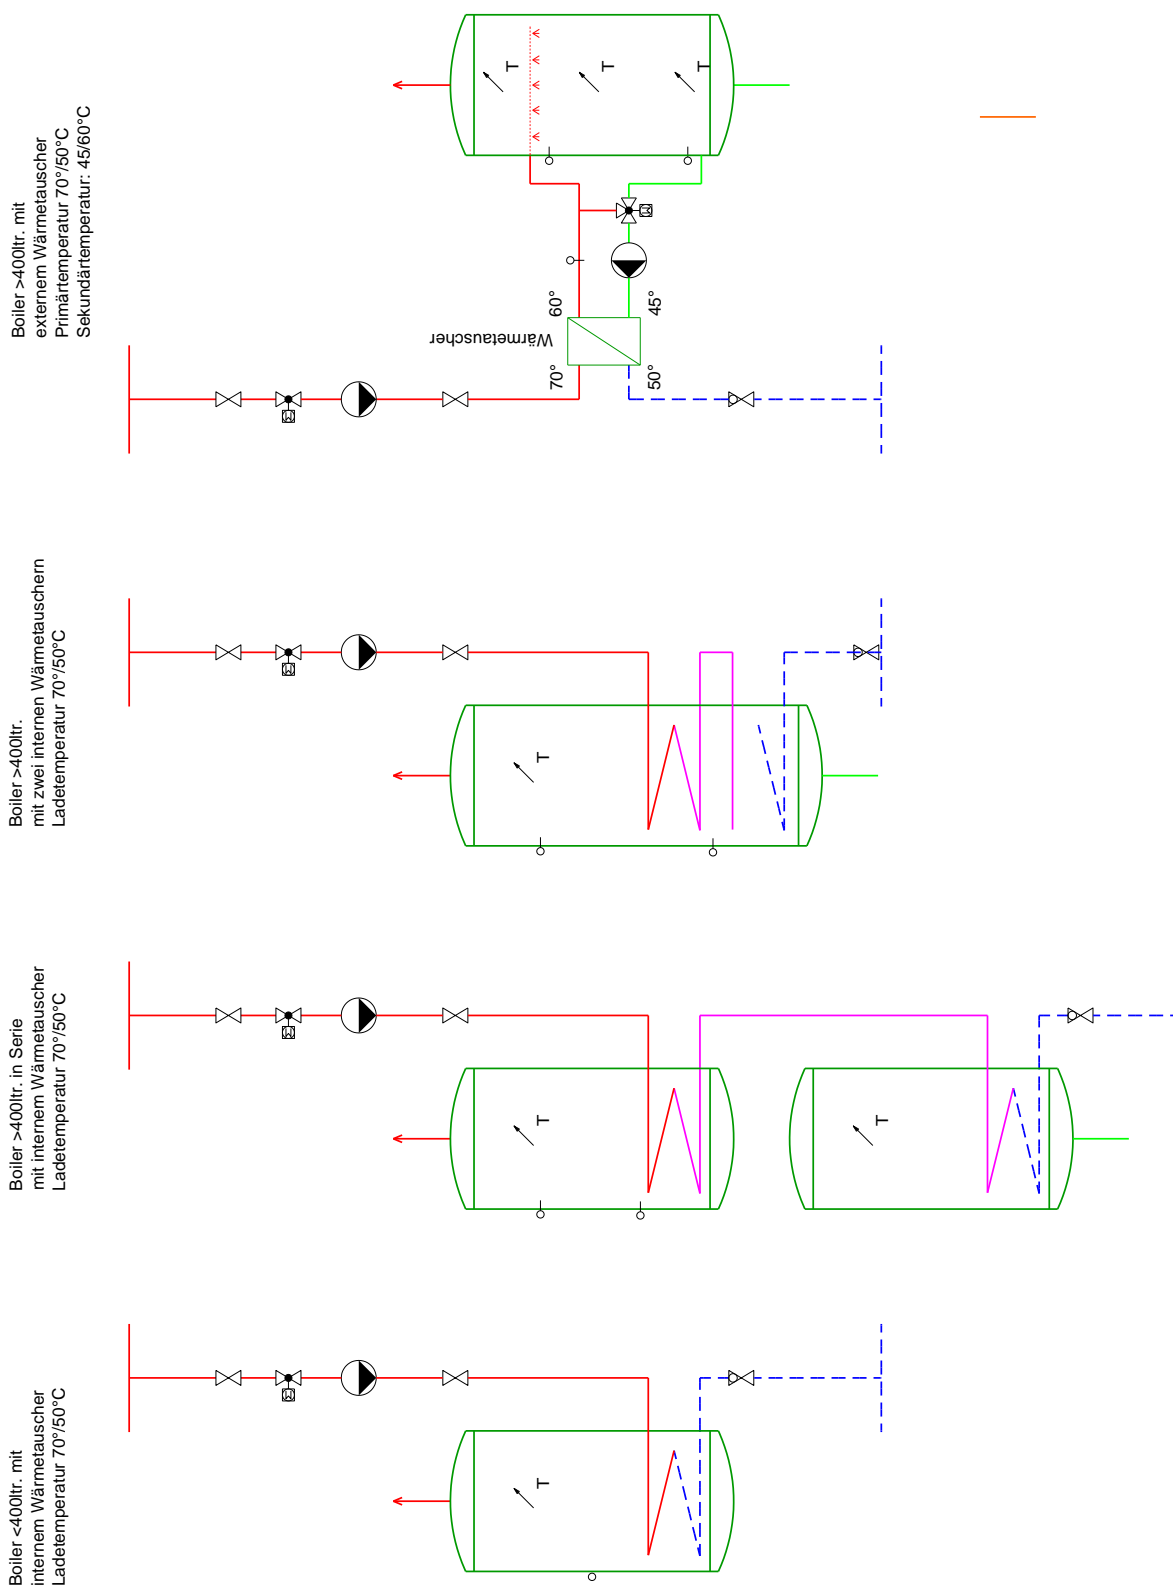 Boiler <400ltr. mit
internem Wärmetauscher
Ladetemperatur 70°/50°C
T
Boiler >400ltr. in Serie
mit internem Wärmetauscher
Ladetemperatur 70°/50°C
T
T
Boiler >400ltr.
mit zwei internen Wärmetauschern
Ladetemperatur 70°/50°C
T
Boiler >400ltr. mit
externem Wärmetauscher
Primärtemperatur 70°/50°C
Sekundärtemperatur: 45/60°C
Wärmetauscher
70°
60°
50°
45°
T
T
T